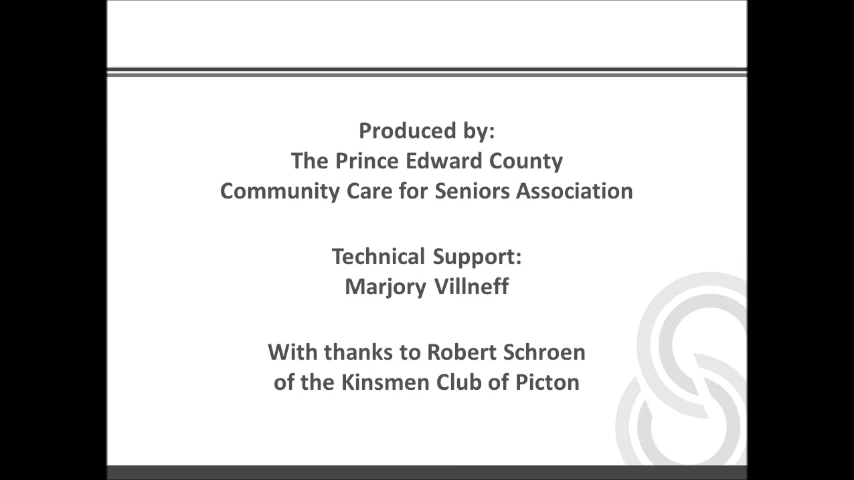 Produced by:
The Prince Edward County
Community Care for Seniors Association
Technical Support:
Marjory Villneff
With thanks to Robert Schroen
of the Kinsmen Club of Picton